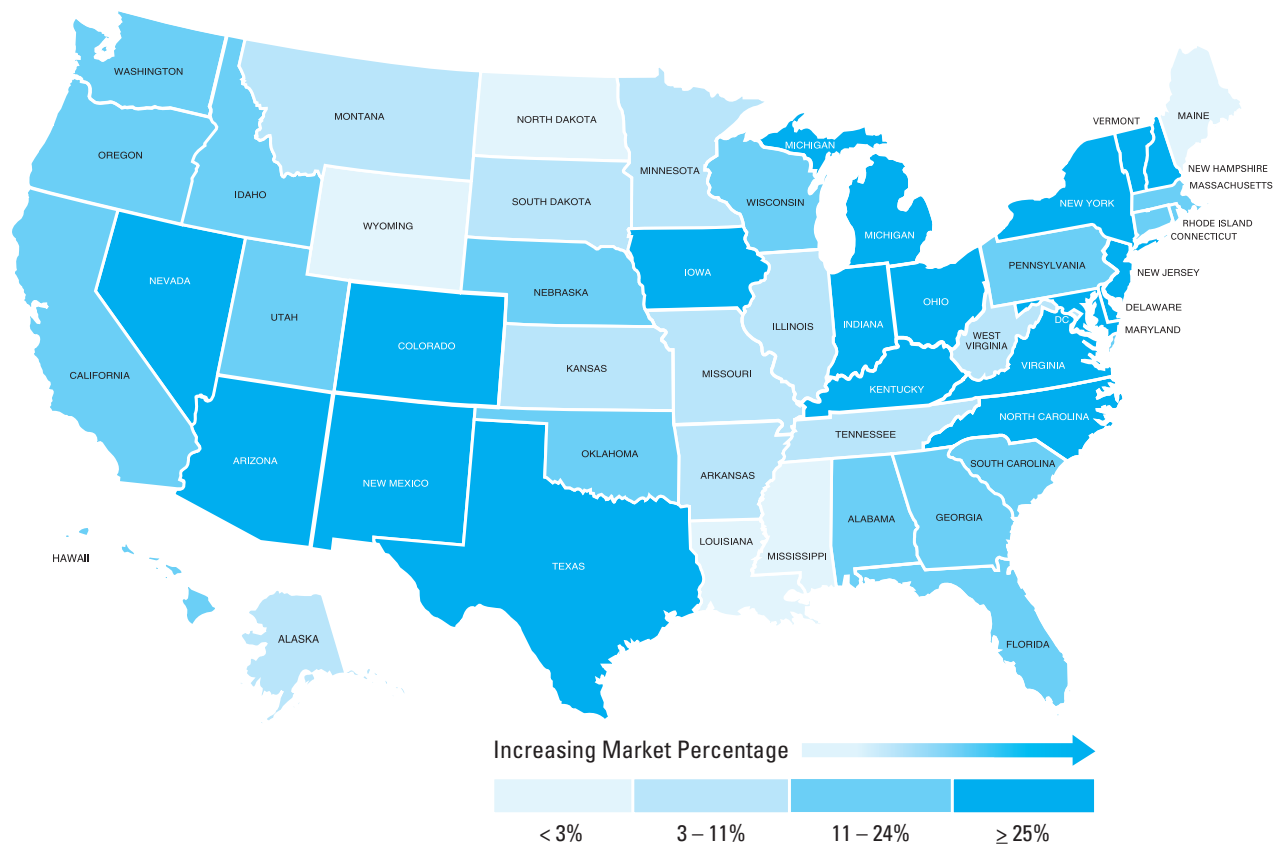 WASHINGTON
MONTANA
NORTH DAKOTA
MAINE
VERMONT
MICHIGAN
OREGON
MINNESOTA
NEW HAMPSHIRE
MASSACHUSETTS
IDAHO
SOUTH DAKOTA
WISCONSIN
NEW YORK
WYOMING
MICHIGAN
RHODE ISLAND
CONNECTICUT
PENNSYLVANIA
NEW JERSEY
IOWA
NEVADA
NEBRASKA
OHIO
DELAWARE
UTAH
ILLINOIS
INDIANA
DC
MARYLAND
WEST
VIRGINIA
COLORADO
KANSAS
MISSOURI
VIRGINIA
CALIFORNIA
KENTUCKY
NORTH CAROLINA
TENNESSEE
OKLAHOMA
ARIZONA
SOUTH CAROLINA
NEW MEXICO
ARKANSAS
ALABAMA
GEORGIA
LOUISIANA
MISSISSIPPI
HAWAII
TEXAS
ALASKA
FLORIDA
Increasing Market Percentage
< 3%
3 – 11%
11 – 24%
≥ 25%